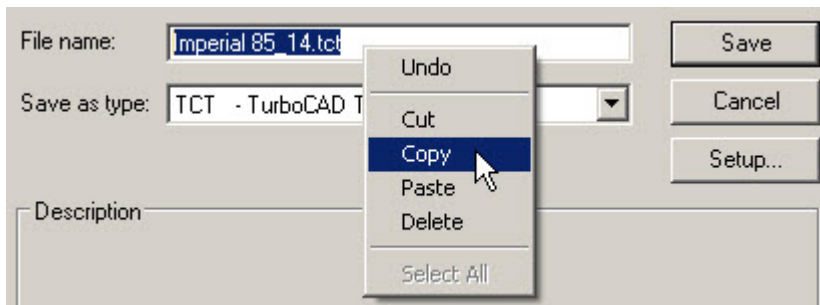 File name: Imperial 85_14.tct Save
Undo
Save as type: TCT - TurboCAD T Cancel
Cut
Copy Setup...
Paste
Description
Delete
Select All